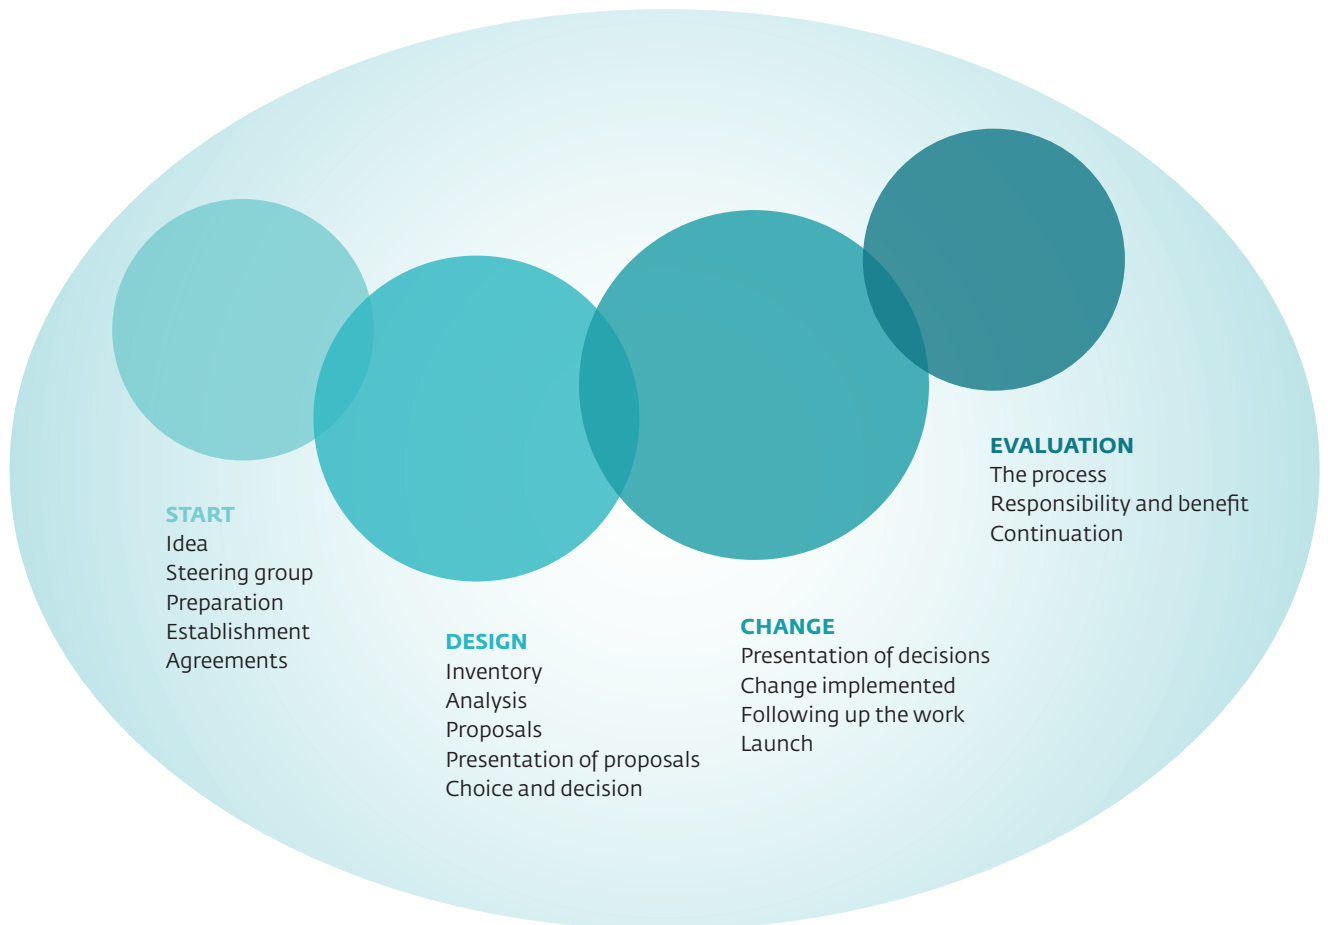 START
Idea
Steering group
Preparation
Establishment
Agreements
DESIGN
Inventory
Analysis
Proposals
Presentation of proposals
Choice and decision
CHANGE
Presentation of decisions
Change implemented
Following up the work
Launch
EVALUATION
The process
Responsibility and benefit
Continuation